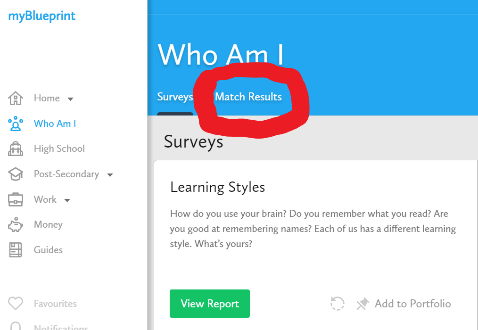 myBlueprint
Home
Who Am I
High School
Post-Secondary
Work
Money
Guides
Favourites
Notifications
Who Am I
Surveys
Match Results
Surveys
Learning Styles
How do you use your brain? Do you remember what you read? Are
you good at remembering names? Each of us has a different learning
style. What's yours?
View Report
Add to Portfolio